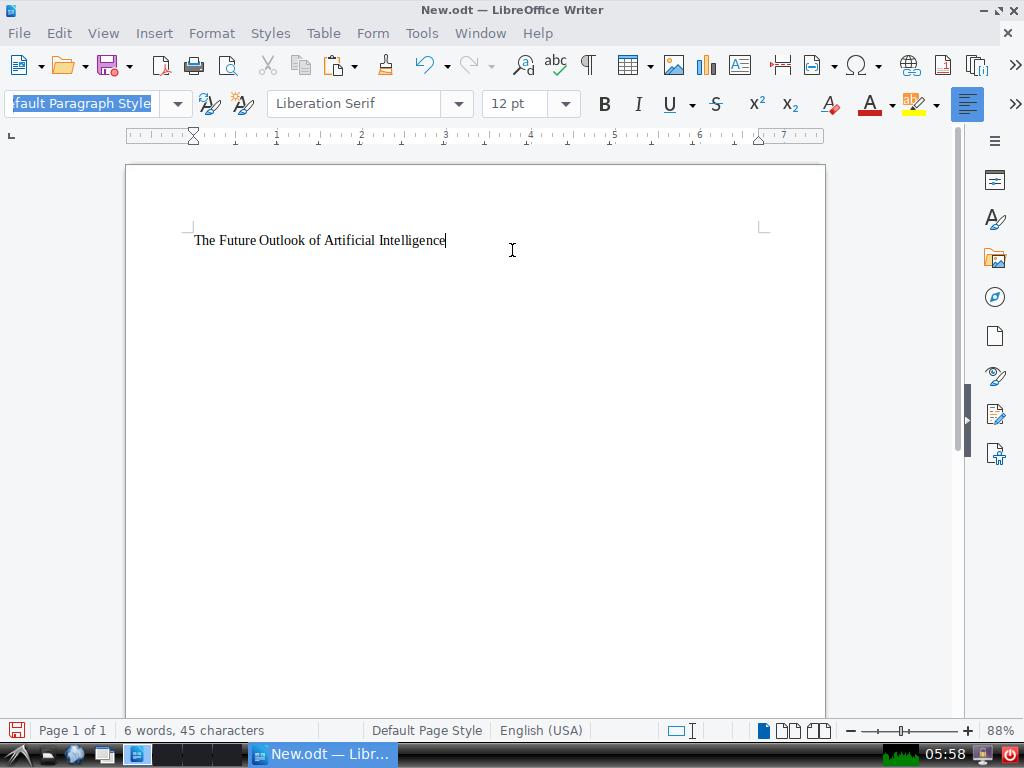 New.odt — LibreOffice Writer
File Edit View Insert Format Styles Table Form Tools Window Help
fault Paragraph Style Liberation Serif 12 pt
1 2 3 4 5 6 7
The Future Outlook of Artificial Intelligence
Page 1 of 1 6 words, 45 characters Default Page Style English (USA) 88%
New.odt — Libr... 05:58